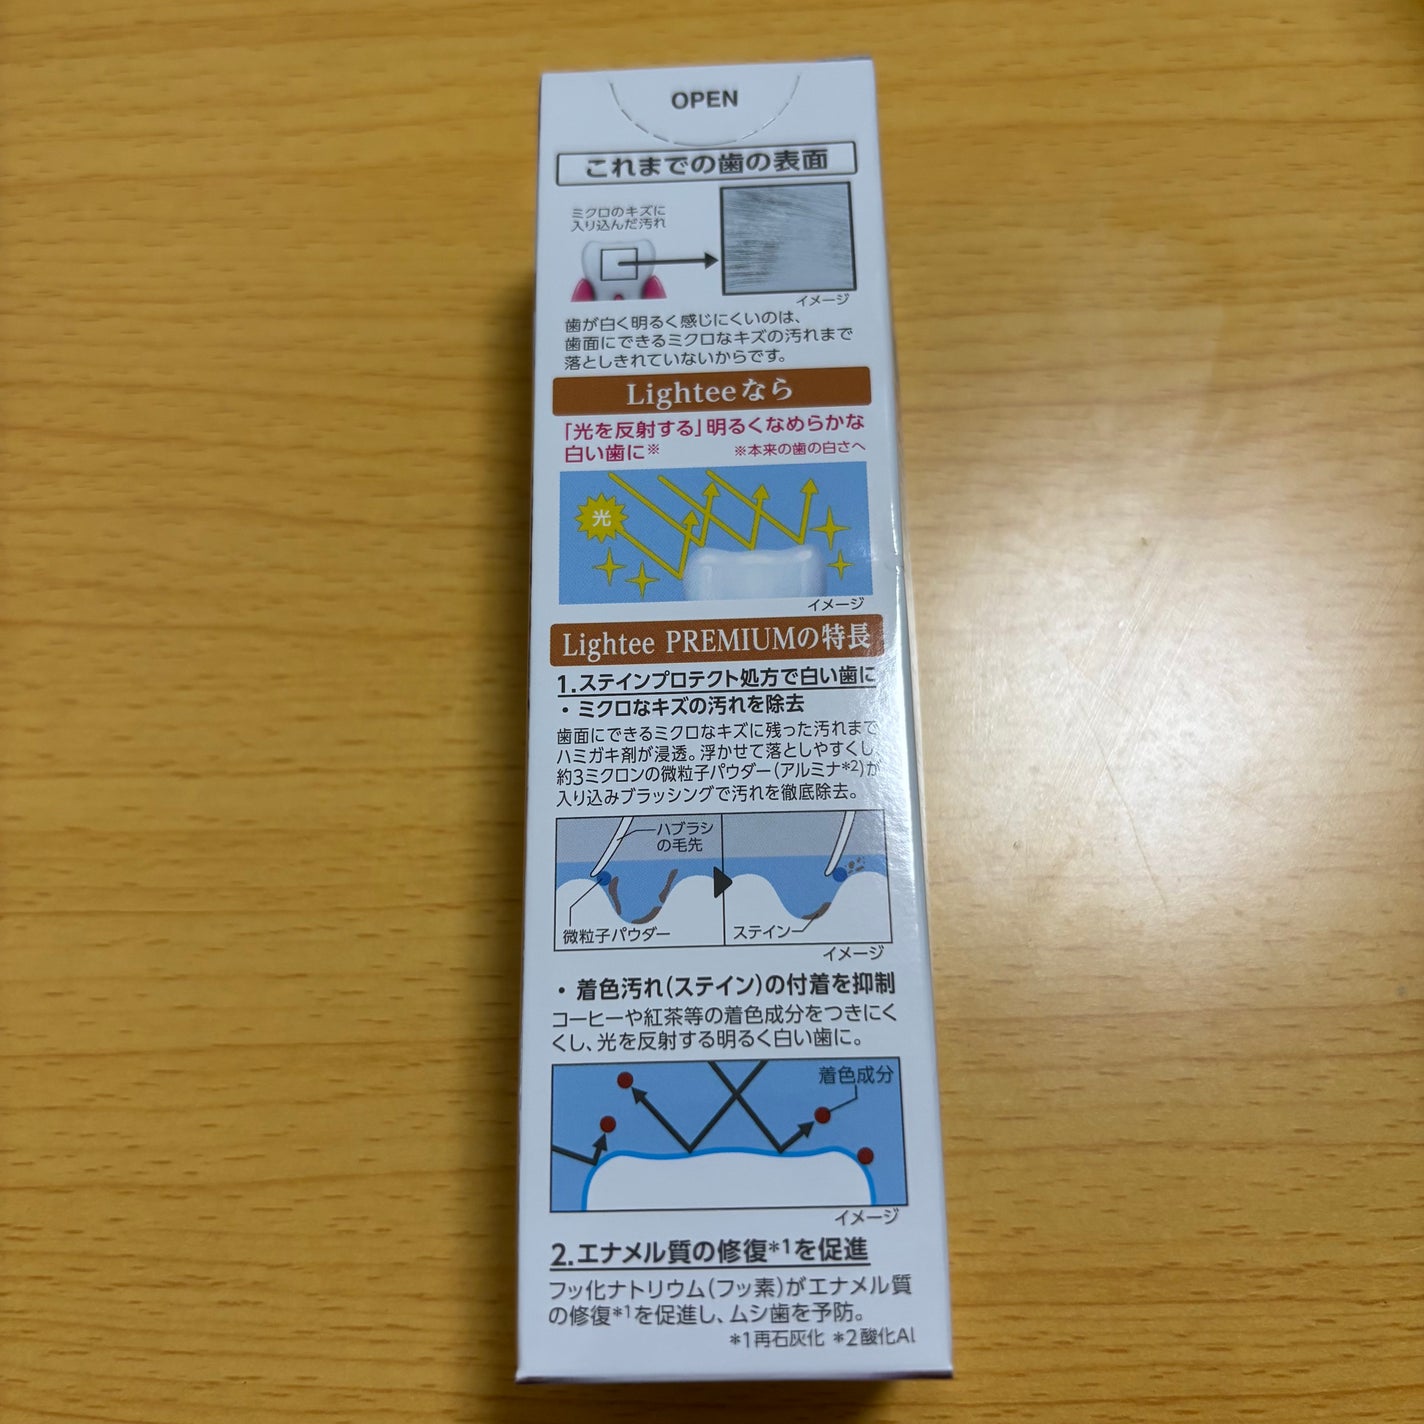 OPEN
これまでの歯の表面
ミクロのキズに
入り込んだ汚れ
イメージ
歯が白く明るく感じにくいのは、
歯面にできるミクロなキズの汚れまで
落としきれていないからです。
Lighteeなら
「光を反射する」明るくなめらかな
白い歯に※
※本来の歯の白さへ
光
イメージ
Lightee PREMIUMの特長
1.ステインプロテクト処方で白い歯に
・ミクロなキズの汚れを除去
歯面にできるミクロなキズに残った汚れまで
ハミガキ剤が浸透。浮かせて落としやすくし、
約3ミクロンの微粒子パウダー(アルミナ*2)が
入り込みブラッシングで汚れを徹底除去。
ハブラシ
の毛先
微粒子パウダー
ステイン
イメージ
・着色汚れ(ステイン)の付着を抑制
コーヒーや紅茶等の着色成分をつきにく
くし、光を反射する明るく白い歯に。
着色成分
イメージ
2.エナメル質の修復*1を促進
フッ化ナトリウム(フッ素)がエナメル質
の修復*1を促進し、ムシ歯を予防。
*1再石灰化 *2酸化Al